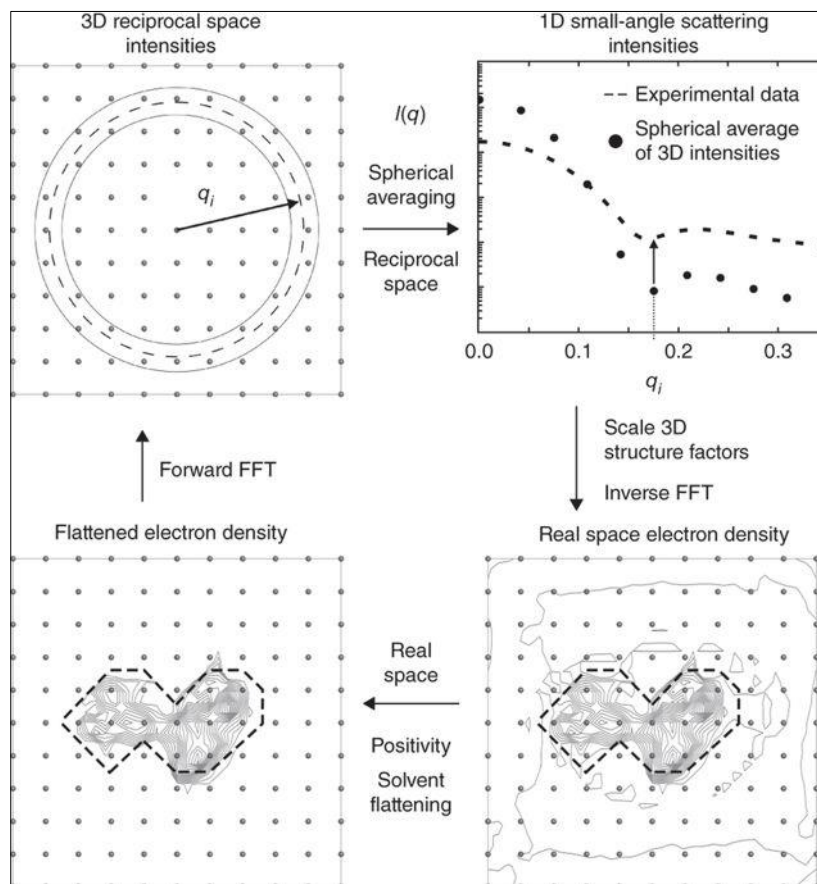 3D reciprocal space
intensities
1D small-angle scattering
intensities
q_i
I(q)
Spherical
averaging
Reciprocal
space
Experimental data
Spherical average
of 3D intensities
0.0 0.1 0.2 0.3
q_i
Forward FFT
Scale 3D
structure factors
Inverse FFT
Flattened electron density
Real space electron density
Real
space
Positivity
Solvent
flattening